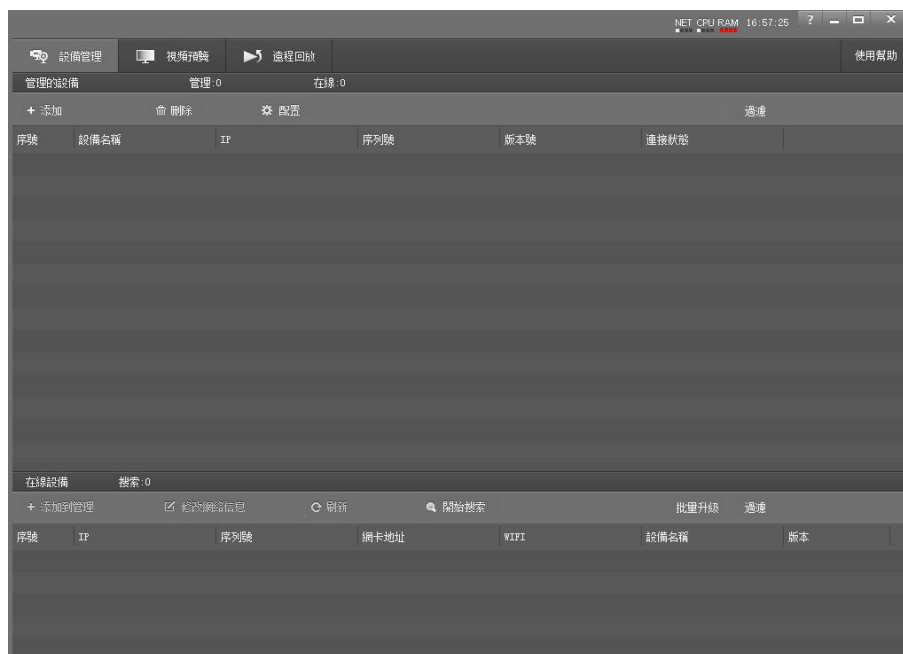 NET CPU RAM 16:57:25 ?
設備管理 視頻預覽 遠程回放 使用幫助
管理的設備 管理:0 在線:0
+ 添加 刪除 配置 過慮
序號 設備名稱 IP 序列號 版本號 連接狀態
在線設備 搜索:0
+ 添加到管理 修改網絡信息 刷新 開始搜索 批量升級 過慮
序號 IP 序列號 網卡地址 WIFI 設備名稱 版本